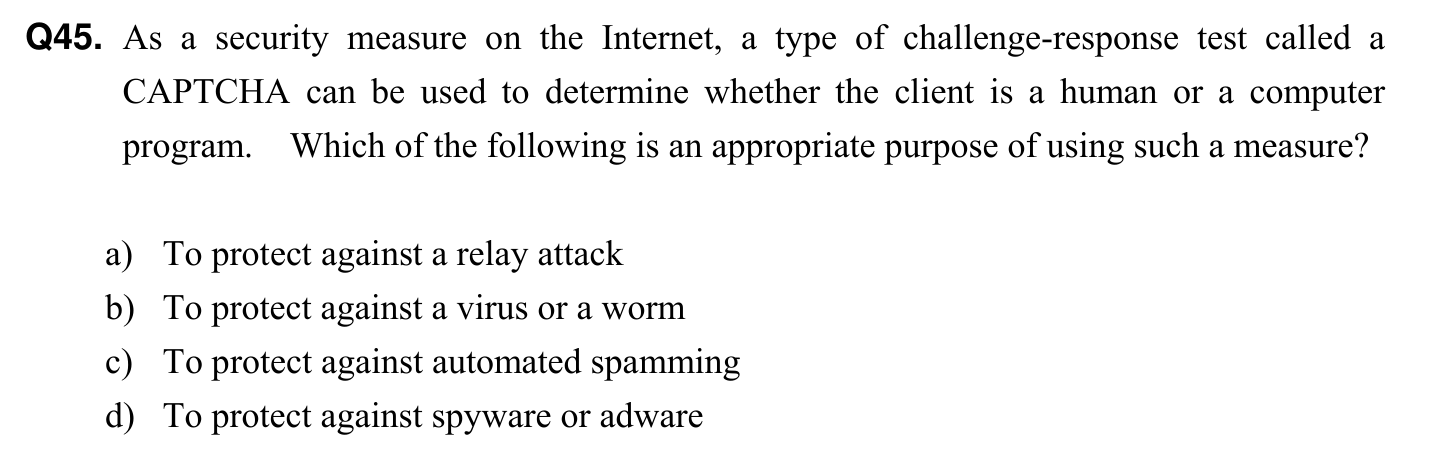 Q45. As a security measure on the Internet, a type of challenge-response test called a
CAPTCHA can be used to determine whether the client is a human or a computer
program. Which of the following is an appropriate purpose of using such a measure?
a) To protect against a relay attack
b) To protect against a virus or a worm
c) To protect against automated spamming
d) To protect against spyware or adware